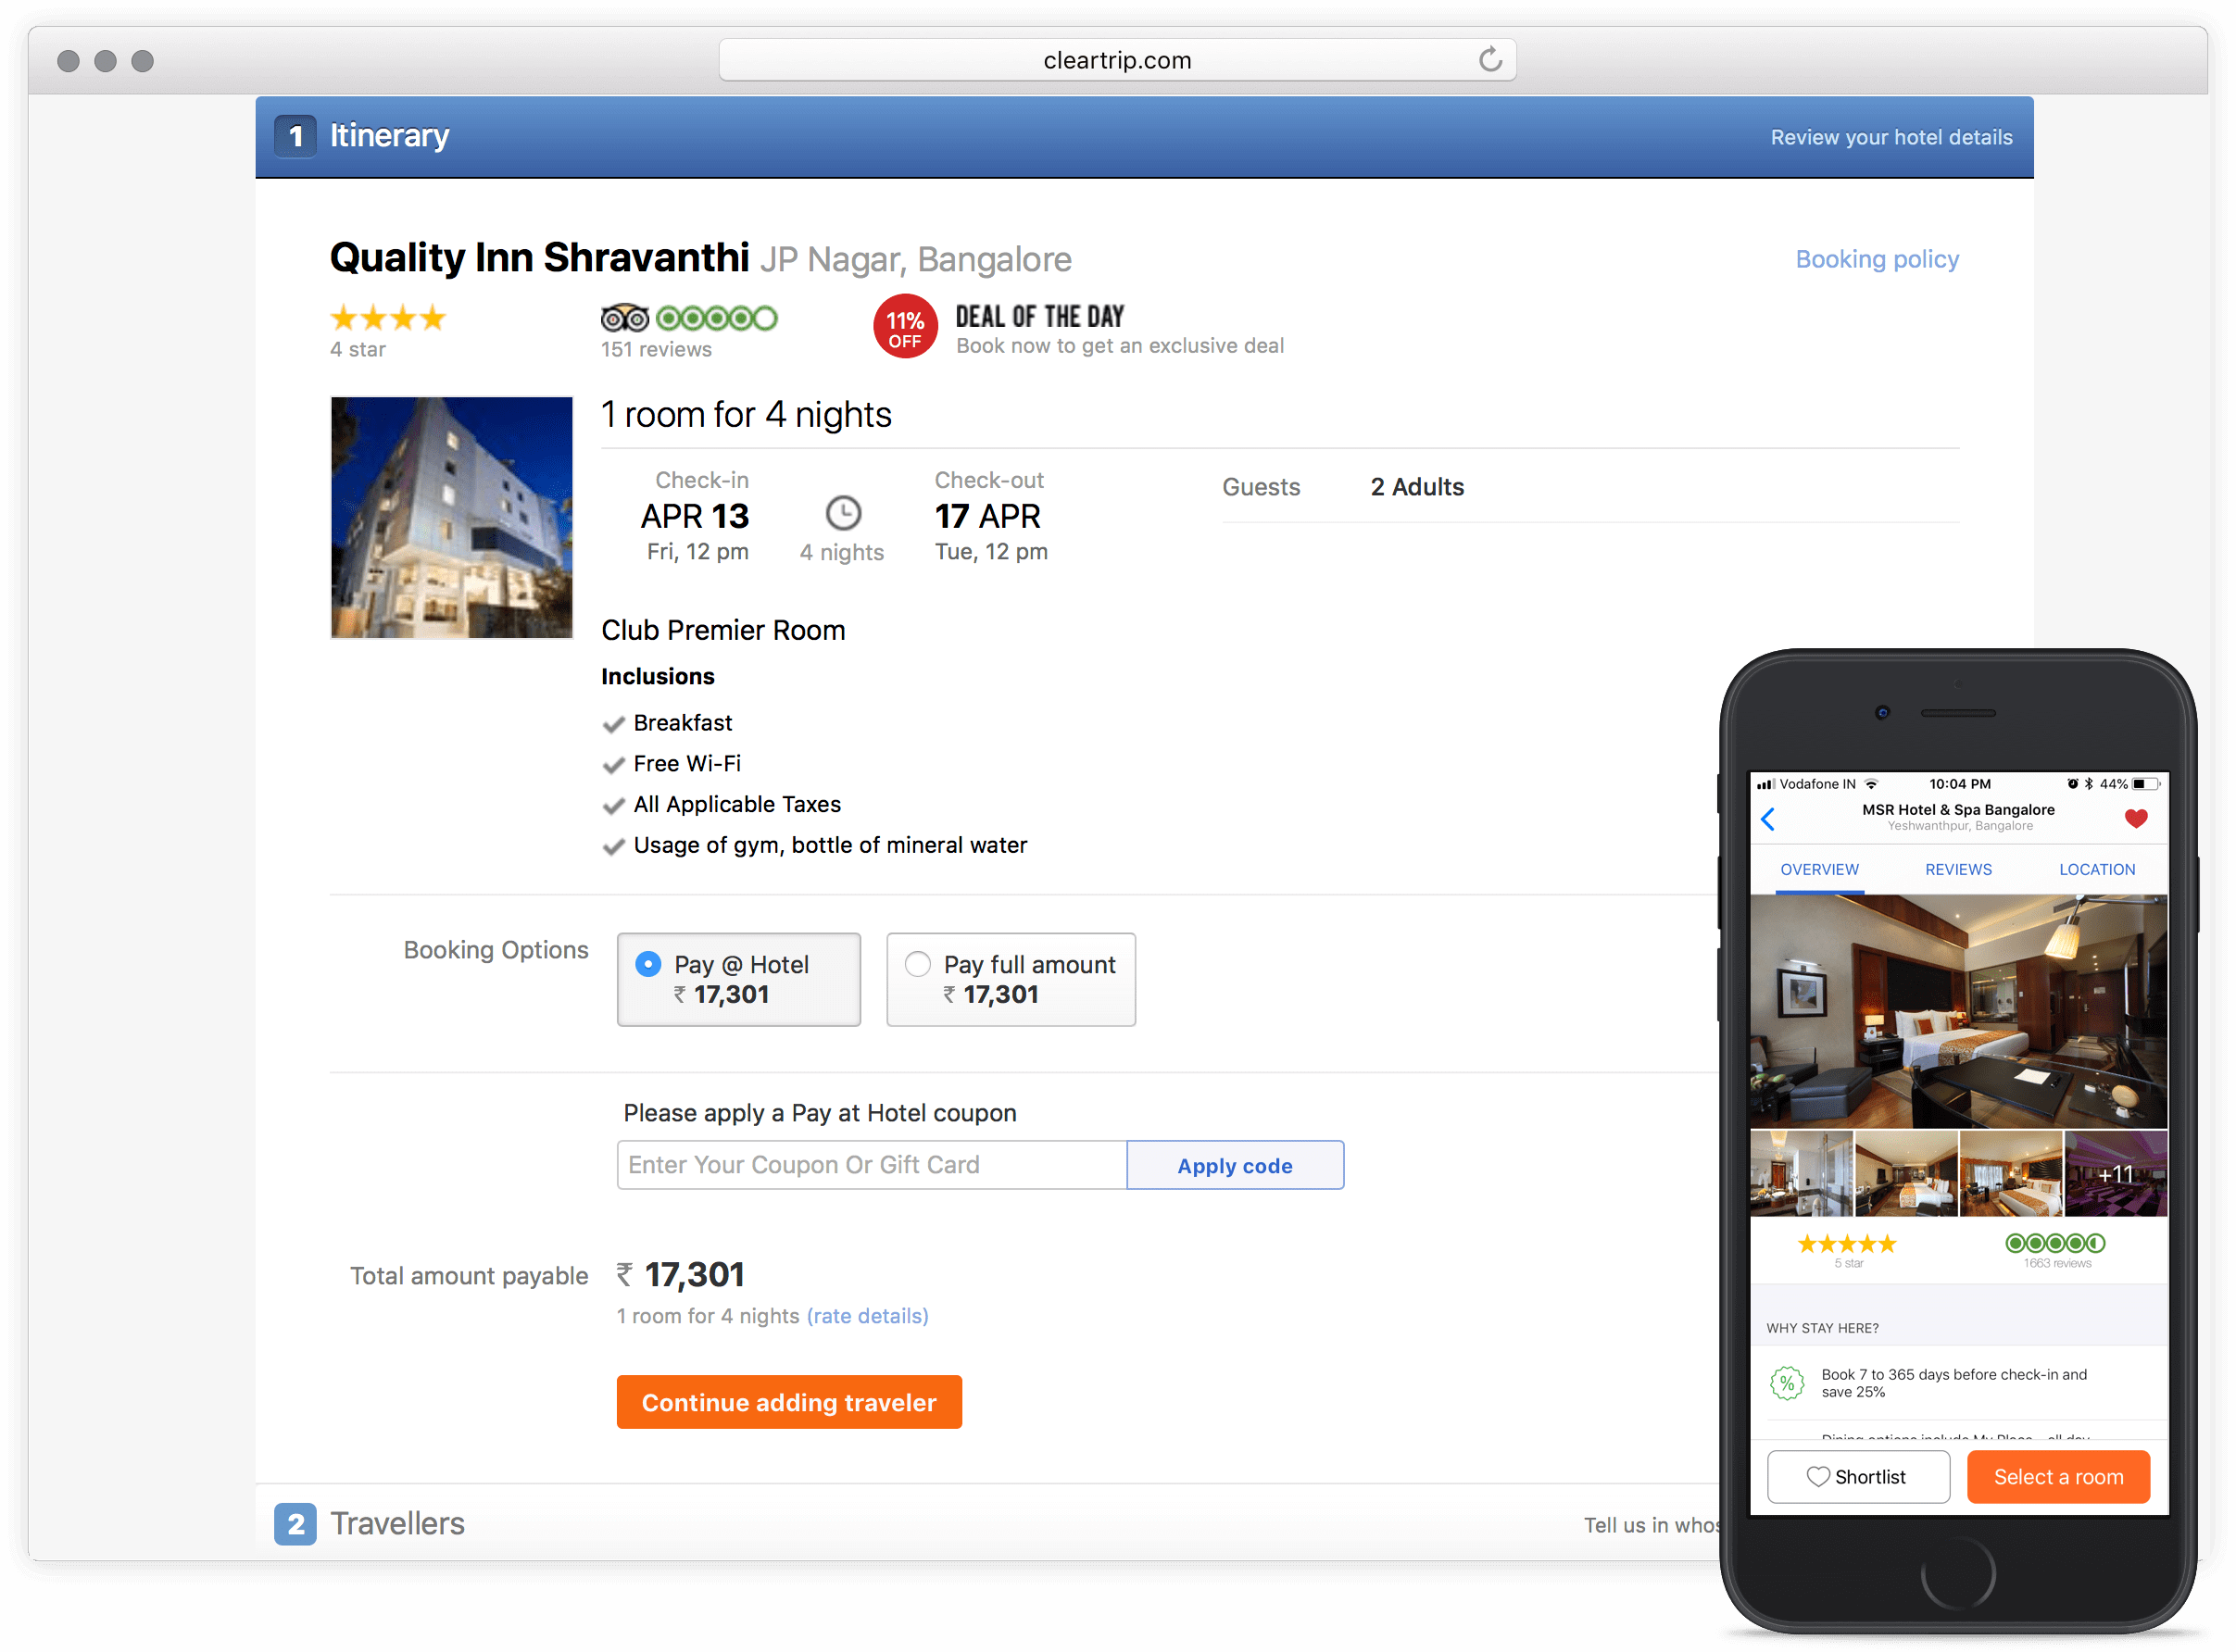 cleartrip.com
1 Itinerary
Review your hotel details
Quality Inn Shravanthi JP Nagar, Bangalore
Booking policy
4 star
151 reviews
11% OFF
DEAL OF THE DAY
Book now to get an exclusive deal
1 room for 4 nights
Check-in
APR 13
Fri, 12 pm
4 nights
Check-out
17 APR
Tue, 12 pm
Guests 2 Adults
Club Premier Room
Inclusions
Breakfast
Free Wi-Fi
All Applicable Taxes
Usage of gym, bottle of mineral water
Booking Options
Pay @ Hotel
₹ 17,301
Pay full amount
₹ 17,301
Please apply a Pay at Hotel coupon
Enter Your Coupon Or Gift Card
Apply code
Total amount payable
₹ 17,301
1 room for 4 nights (rate details)
Continue adding traveler
2 Travellers
Tell us in whos
Vodafone IN 10:04 PM 44%
MSR Hotel & Spa Bangalore
Yeshwanthpur, Bangalore
OVERVIEW REVIEWS LOCATION
+11
5 star
1663 reviews
WHY STAY HERE?
%
Book 7 to 365 days before check-in and
save 25%
Dining options include My Place - all day
Shortlist
Select a room